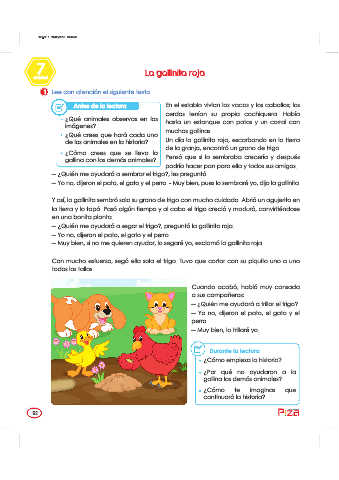 7
La gallinita roja
1 Lee con atención el siguiente texto
Antes de la lectura
- ¿Qué animales observas en las
imágenes?
- ¿Qué crees que hará cada uno
de los animales en la historia?
- ¿Cómo crees que se lleva la
gallina con los demás animales?
En el establo vivían las vacas y los caballos; los
cerdos tenían su propia cochiquera. Había
hasta un estanque con patos y un corral con
muchas gallinas
Un día la gallinita roja, escarbando en la tierra
de la granja, encontró un grano de trigo
Pensó que si lo sembraba crecería y después
podría hacer pan para ella y todos sus amigos
— ¿Quién me ayudará a sembrar el trigo?, les preguntó
— Yo no, dijeron el pato, el gato y el perro – Muy bien, pues lo sembraré yo, dijo la gallinita
Y así, la gallinita sembró sola su grano de trigo con mucho cuidado. Abrió un agujerito en
la tierra y lo tapó. Pasó algún tiempo y al cabo el trigo creció y maduró, convirtiéndose
en una bonita planta
— ¿Quién me ayudará a segar el trigo?, preguntó la gallinita roja
— Yo no, dijeron el pato, el gato y el perro
— Muy bien, si no me quieren ayudar, lo segaré yo, exclamó la gallinita roja
Con mucho esfuerzo, segó ella sola el trigo. Tuvo que cortar con su piquito uno a uno
todos los tallos
Cuando acabó, habló muy cansada
a sus compañeros:
— ¿Quién me ayudará a trillar el trigo?
— Yo no, dijeron el pato, el gato y el
perro
— Muy bien, lo trillaré yo
Durante la lectura
- ¿Cómo empieza la historia?
- ¿Por qué no ayudaron a la
gallina los demás animales?
- ¿Cómo te imaginas que
continuará la historia?